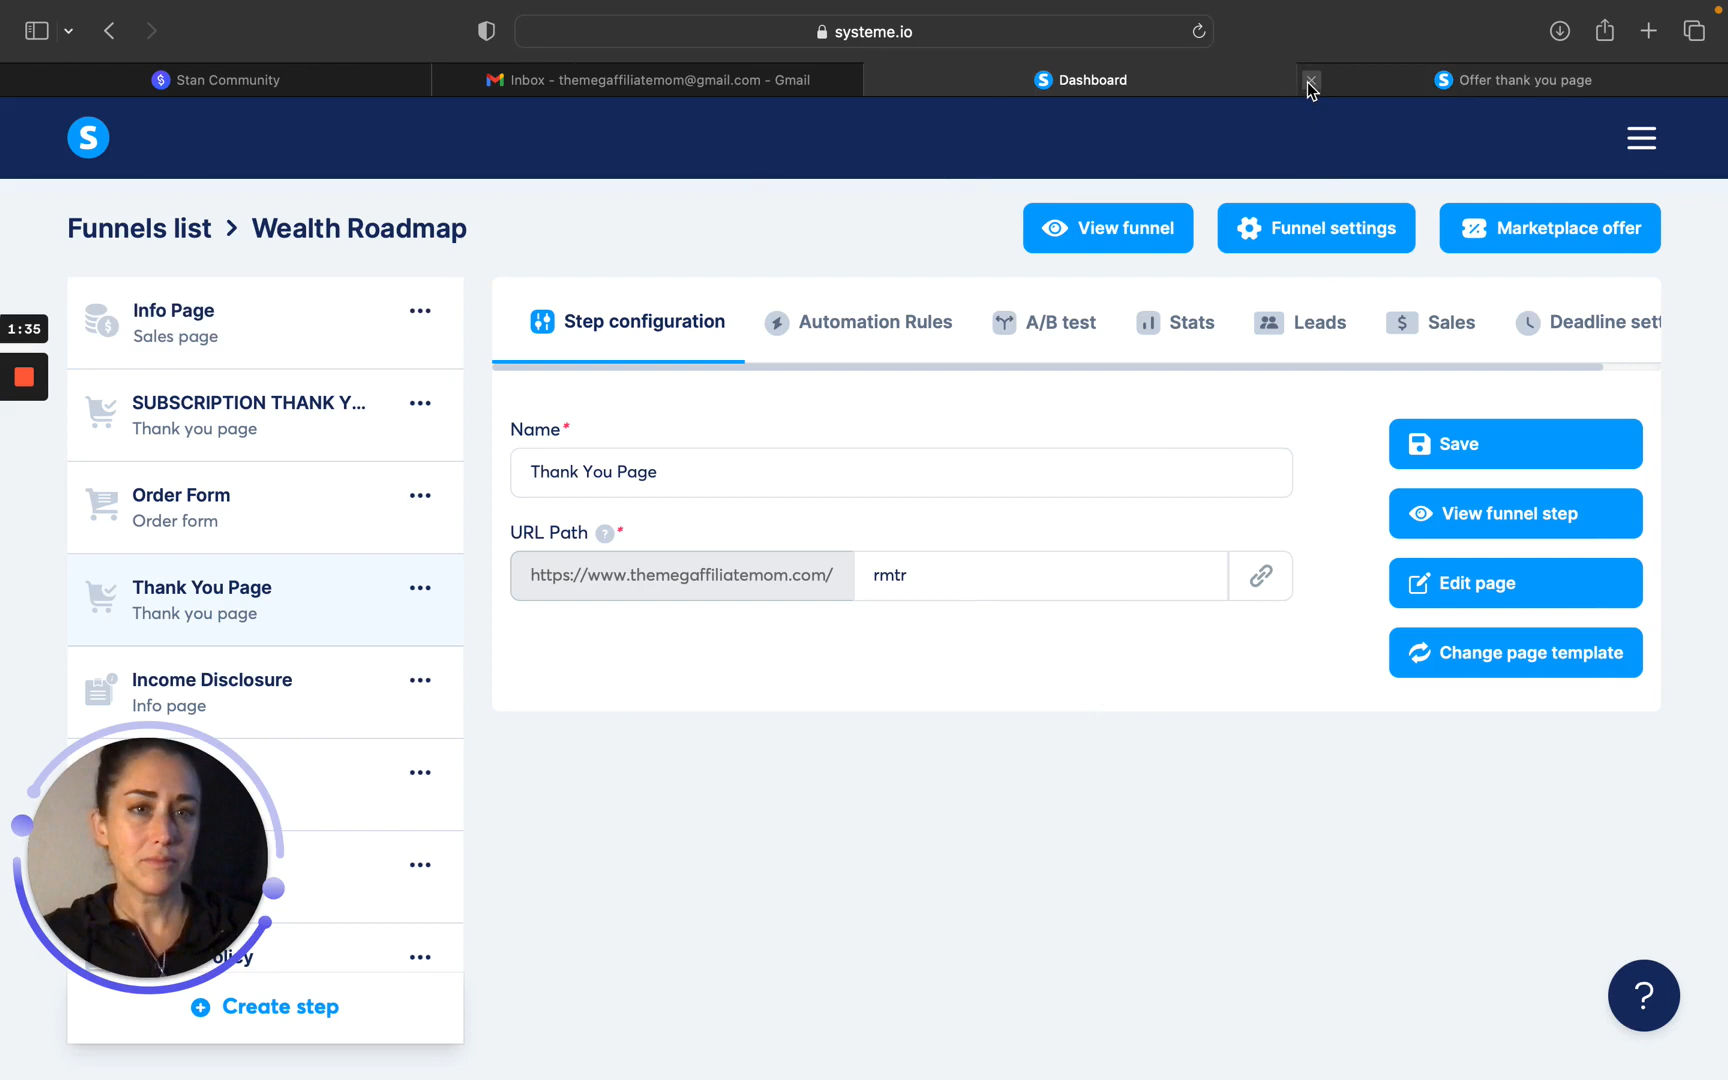 systeme.io
Stan Community
Inbox - themegaffiliatemom@gmail.com - Gmail
Dashboard
Offer thank you page
S
Funnels list > Wealth Roadmap
View funnel
Funnel settings
Marketplace offer
1:35
Info Page
Sales page
SUBSCRIPTION THANK Y...
Thank you page
Order Form
Order form
Thank You Page
Thank you page
Income Disclosure
Info page
olicy
Create step
Step configuration
Automation Rules
A/B test
Stats
Leads
Sales
Deadline sett
Name*
Thank You Page
URL Path ? *
https://www.themegaffiliatemom.com/
rmtr
Save
View funnel step
Edit page
Change page template
?